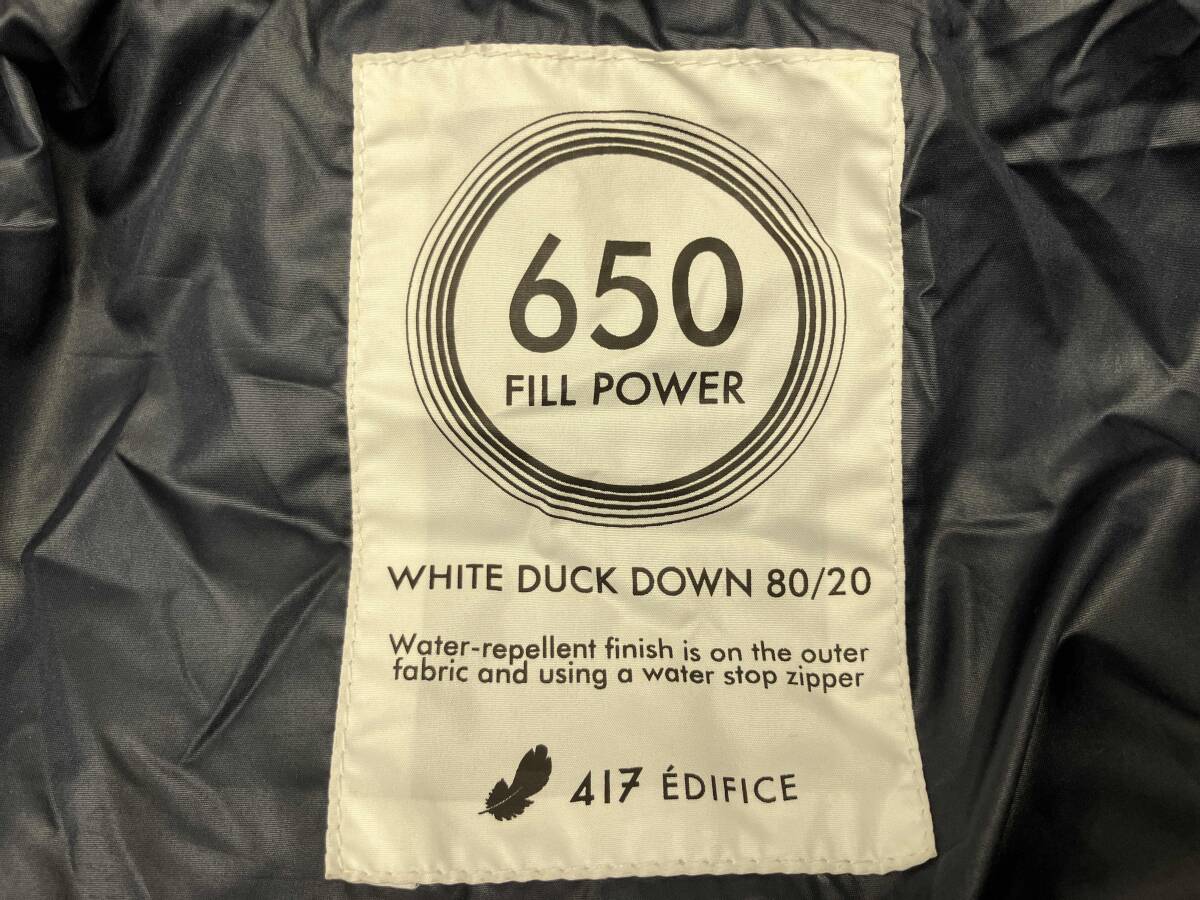 650
FILL POWER
WHITE DUCK DOWN 80/20
Water-repellent finish is on the outer
fabric and using a water stop zipper
417 ÉDIFICE